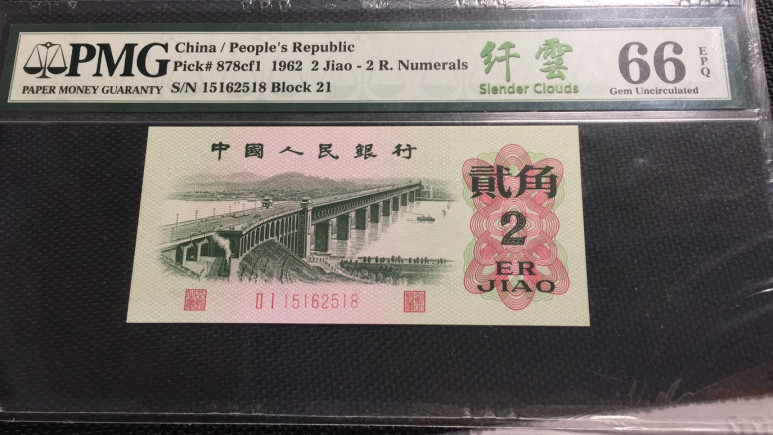 PMG
PAPER MONEY GUARANTY
China / People's Republic
Pick# 878cf1 1962 2 Jiao - 2 R. Numerals
S/N 15162518 Block 21
纤雲
Slender Clouds
66
EPQ
Gem Uncirculated
中國人民銀行
貳角
2
ER
JIAO
II I 15162518